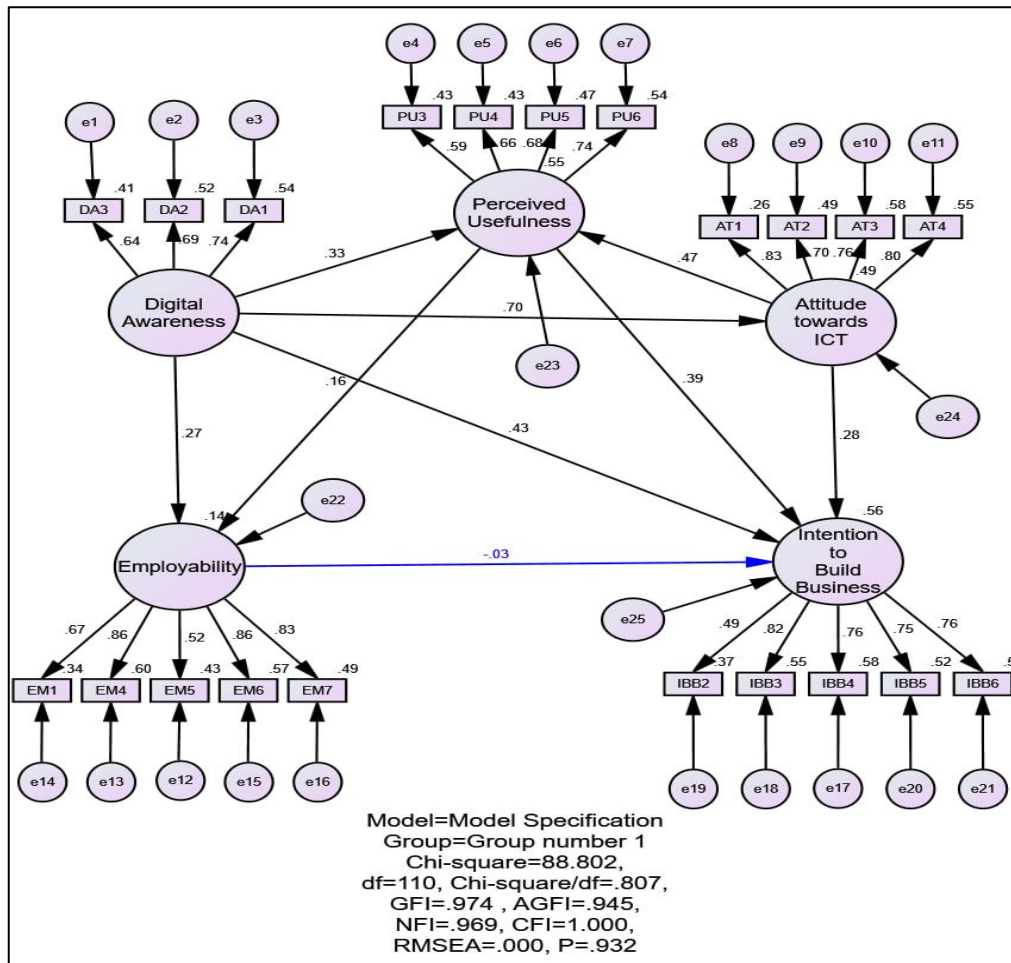 e4 e5 e6 e7
.43 .43 .47 .54
PU3 PU4 PU5 PU6
e1 e2 e3
e8 e9 e10 e11
.59 .66 .68 .74
.55
.41 .52 .54
DA3 DA2 DA1
.26 .49 .58 .55
AT1 AT2 AT3 AT4
.64 .69 .74
.83 .70 .76 .80
.49
Perceived
Usefulness
Digital
Awareness
Attitude
towards
ICT
.33
.47
.70
e23
.16
.39
e24
.27
.43
.28
e22
.14
.56
Employability
-.03
Intention
to
Build
Business
e25
.67 .86 .52 .86 .83
.49 .82 .76 .75 .76
.34 .60 .43 .57 .49
EM1 EM4 EM5 EM6 EM7
.37 .55 .58 .52
IBB2 IBB3 IBB4 IBB5 IBB6
e14 e13 e12 e15 e16
e19 e18 e17 e20 e21
Model=Model Specification
Group=Group number 1
Chi-square=88.802,
df=110, Chi-square/df=.807,
GFI=.974 , AGFI=.945,
NFI=.969, CFI=1.000,
RMSEA=.000, P=.932